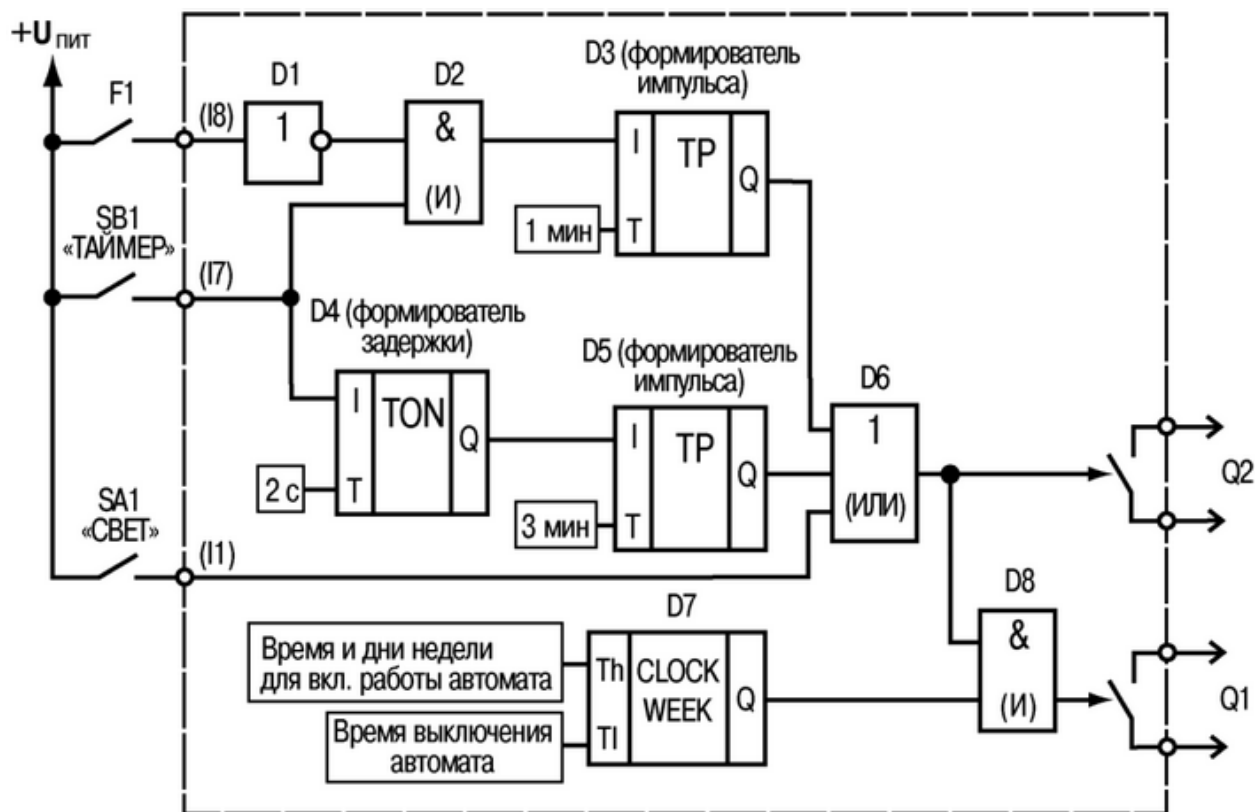 +U ПИТ
F1
(I8)
D1
1
D2
&
(И)
D3 (формирователь
импульса)
I
TP
Q
T
1 мин
SB1
«ТАЙМЕР»
(I7)
D4 (формирователь
задержки)
I
TON
Q
T
2 с
D5 (формирователь
импульса)
I
TP
Q
T
3 мин
D6
1
(ИЛИ)
Q2
SA1
«СВЕТ»
(I1)
D7
Время и дни недели
для вкл. работы автомата
Th
CLOCK
WEEK
Q
Tl
Время выключения
автомата
D8
&
(И)
Q1